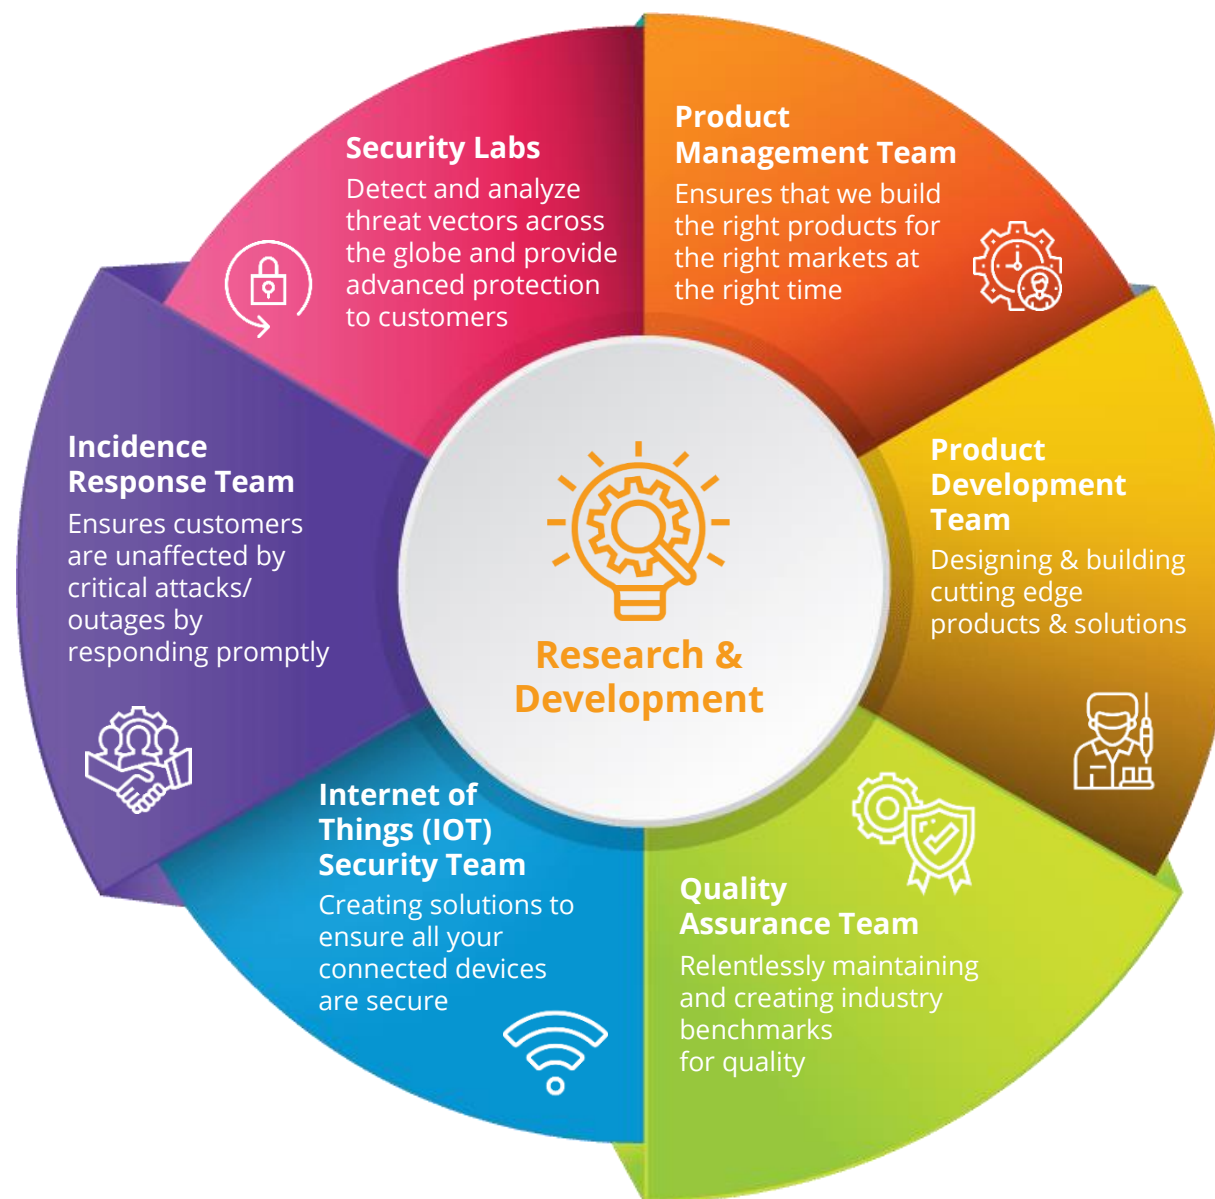 Security Labs
Detect and analyze
threat vectors across
the globe and provide
advanced protection
to customers
Product
Management Team
Ensures that we build
the right products for
the right markets at
the right time
Product
Development
Team
Designing & building
cutting edge
products & solutions
Quality
Assurance Team
Relentlessly maintaining
and creating industry
benchmarks
for quality
Internet of
Things (IOT)
Security Team
Creating solutions to
ensure all your
connected devices
are secure
Incidence
Response Team
Ensures customers
are unaffected by
critical attacks/
outages by
responding promptly
Research &
Development